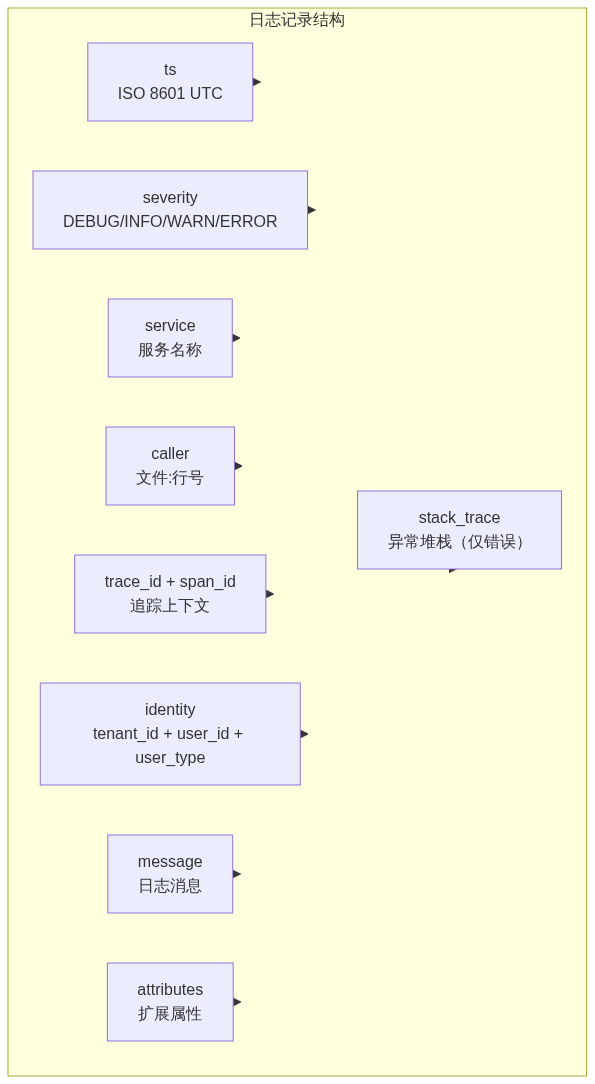 日志记录结构
ts
ISO 8601 UTC
severity
DEBUG/INFO/WARN/ERROR
service
服务名称
caller
文件:行号
stack_trace
异常堆栈（仅错误）
trace_id + span_id
追踪上下文
identity
tenant_id + user_id +
user_type
message
日志消息
attributes
扩展属性